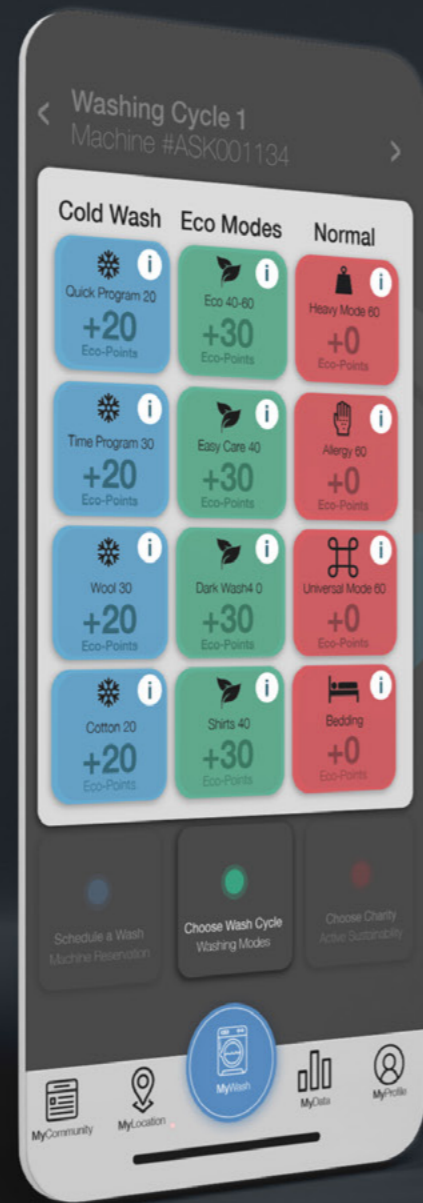 Washing Cycle 1
Machine #ASK001134
Cold Wash Eco Modes Normal
i i i
Quick Program 20 Eco 40-60 Heavy Mode 60
+20 +30 +0
Eco-Points Eco-Points Eco-Points
i i i
Time Program 30 Easy Care 40 Allergy 60
+20 +30 +0
Eco-Points Eco-Points Eco-Points
i i i
Wool 30 Dark Wash4 0 Universal Mode 60
+20 +30 +0
Eco-Points Eco-Points Eco-Points
i i i
Cotton 20 Shirts 40 Bedding
+20 +30 +0
Eco-Points Eco-Points Eco-Points
Schedule a Wash Choose Wash Cycle Choose Charity
Machine Reservation Washing Modes Active Sustainability
MyCommunity MyLocation MyWash MyData MyProfile